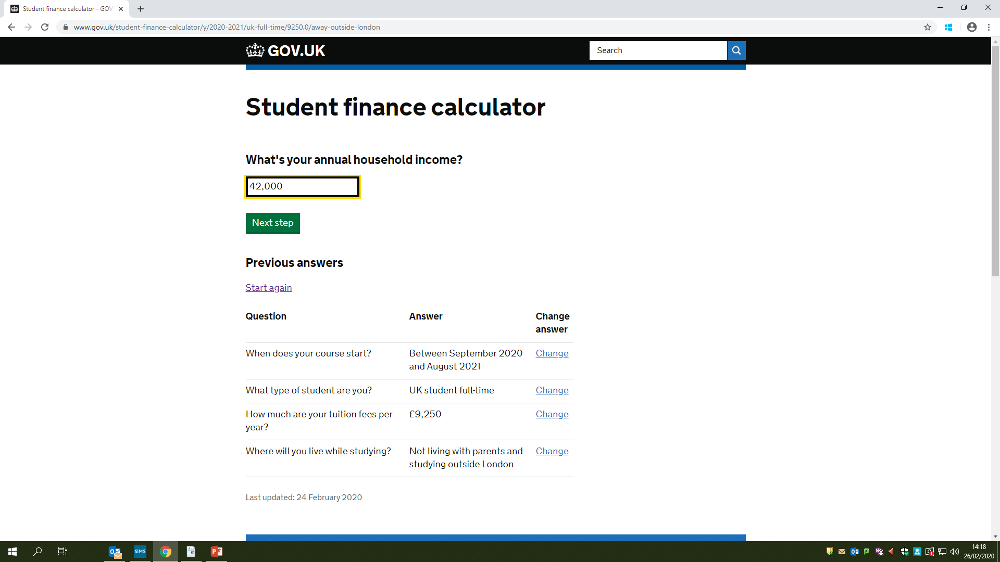 Student finance calculator - GOV
www.gov.uk/student-finance-calculator/y/2020-2021/uk-full-time/9250.0/away-outside-london
GOV.UK
Search
Student finance calculator
What's your annual household income?
42,000
Next step
Previous answers
Start again
Question Answer Change
answer
When does your course start? Between September 2020 Change
and August 2021
What type of student are you? UK student full-time Change
How much are your tuition fees per £9,250 Change
year?
Where will you live while studying? Not living with parents and Change
studying outside London
Last updated: 24 February 2020
SIMS
14:18
26/02/2020